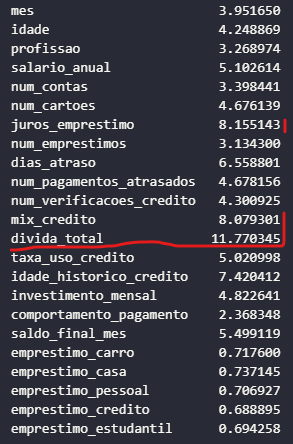 mes 3.951650
idade 4.248869
profissao 3.268974
salario_anual 5.102614
num_contas 3.398441
num_cartoes 4.676139
juros_emprestimo 8.155143
num_emprestimos 3.134300
dias_atraso 6.558801
num_pagamentos_atrasados 4.678156
num_verificacoes_credito 4.300925
mix_credito 8.079301
divida_total 11.770345
taxa_uso_credito 5.020998
idade_historico_credito 7.420412
investimento_mensal 4.822641
comportamento_pagamento 2.368348
saldo_final_mes 5.499119
emprestimo_carro 0.717600
emprestimo_casa 0.737145
emprestimo_pessoal 0.706927
emprestimo_credito 0.688895
emprestimo_estudantil 0.694258